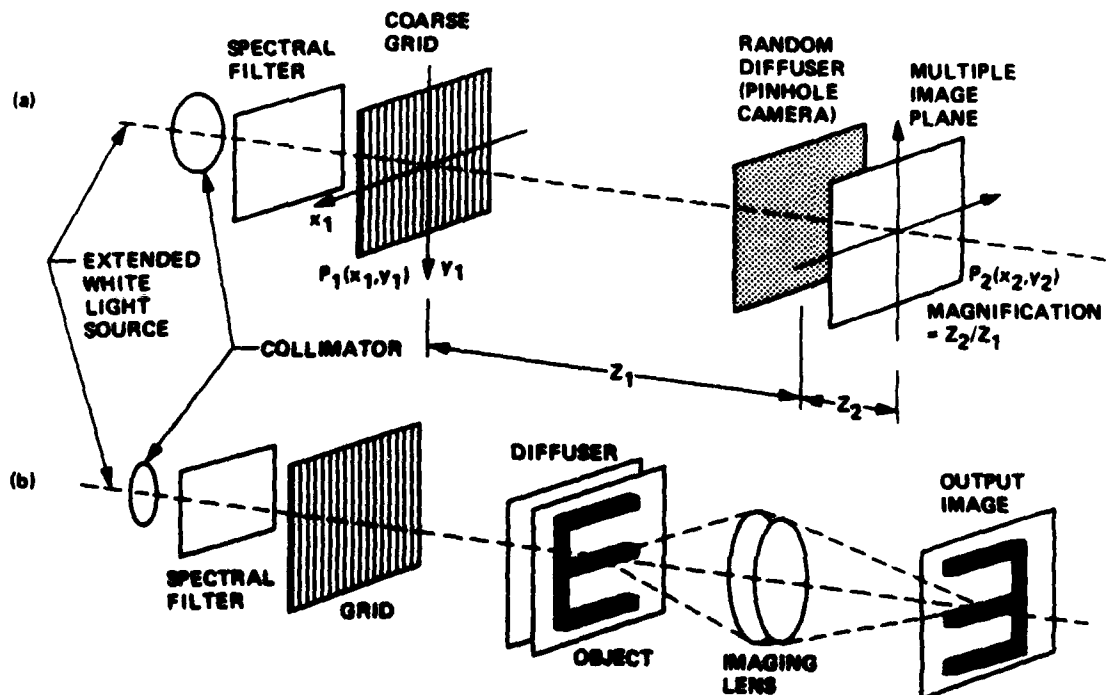 (a)
SPECTRAL
FILTER
COARSE
GRID
RANDOM
DIFFUSER
(PINHOLE
CAMERA)
MULTIPLE
IMAGE
PLANE
x1
P1(x1,y1)
Y1
P2(x2,y2)
MAGNIFICATION
= Z2/Z1
EXTENDED
WHITE
LIGHT
SOURCE
COLLIMATOR
Z1
Z2
(b)
SPECTRAL
FILTER
GRID
DIFFUSER
OBJECT
IMAGING
LENS
OUTPUT
IMAGE